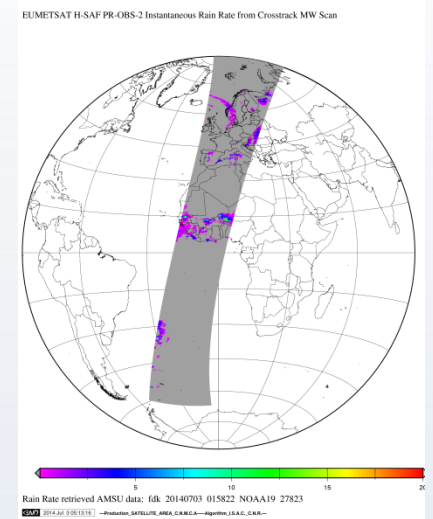 EUMETSAT H-SAF PR-OBS-2 Instantaneous Rain Rate from Crosstrack MW Scan
5 10 15 20
Rain Rate retrieved AMSU data: fdk 20140703 015822 NOAA19 27823
GMD 2014 Jul 3 05:13:16 —Production_SATELLITE_AREA_C.N.M.C.A—Algorithm_I.S.A.C._C.N.R.—